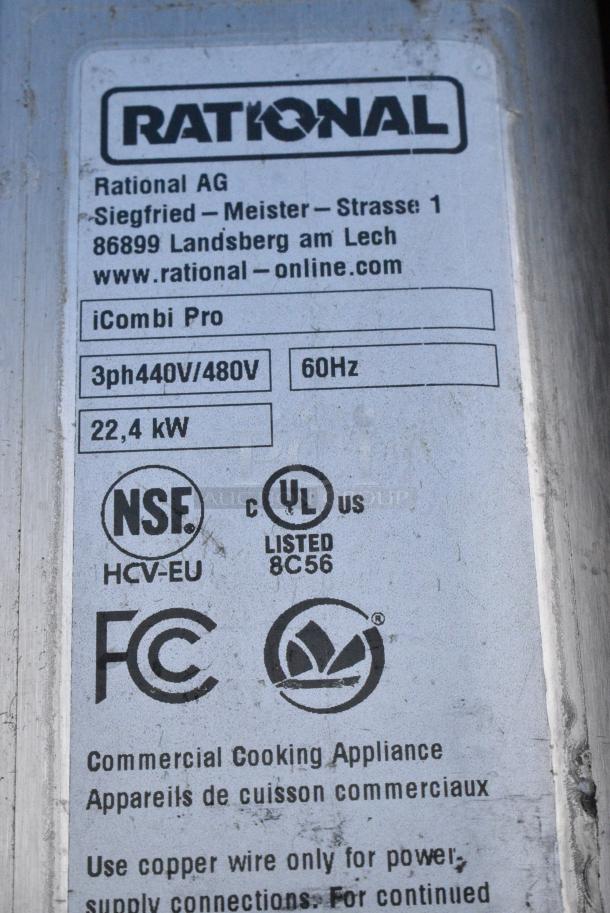 RATIONAL
Rational AG
Siegfried – Meister – Strasse 1
86899 Landsberg am Lech
www.rational – online.com
iCombi Pro
3ph440V/480V
60Hz
22,4 kW
NSF®
HCV-EU
C UL US
LISTED
8C56
FC
®
Commercial Cooking Appliance
Appareils de cuisson commerciaux
Use copper wire only for power-
supply connections. For continued